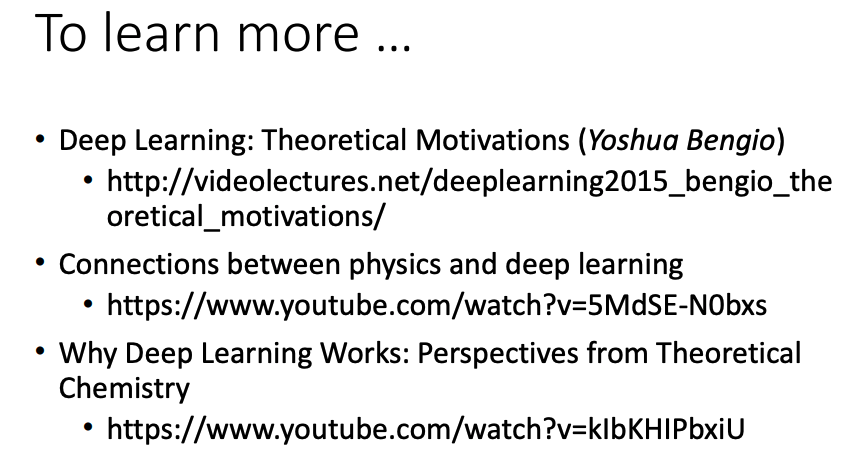 To learn more ...
• Deep Learning: Theoretical Motivations (Yoshua Bengio)
• http://videolectures.net/deeplearning2015_bengio_the
oretical_motivations/
• Connections between physics and deep learning
• https://www.youtube.com/watch?v=5MdSE-N0bxs
• Why Deep Learning Works: Perspectives from Theoretical
Chemistry
• https://www.youtube.com/watch?v=kIbKHIPbxiU